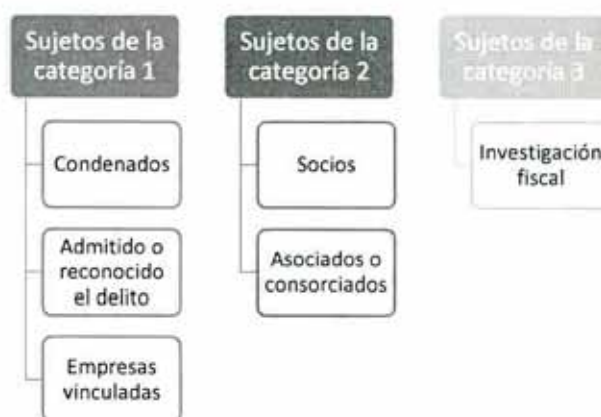 Sujetos de la
categoría 1
Condenados
Admitido o
reconocido
el delito
Empresas
vinculadas
Sujetos de la
categoría 2
Socios
Asociados o
consorciados
Sujetos de la
categoría 3
Investigación
fiscal